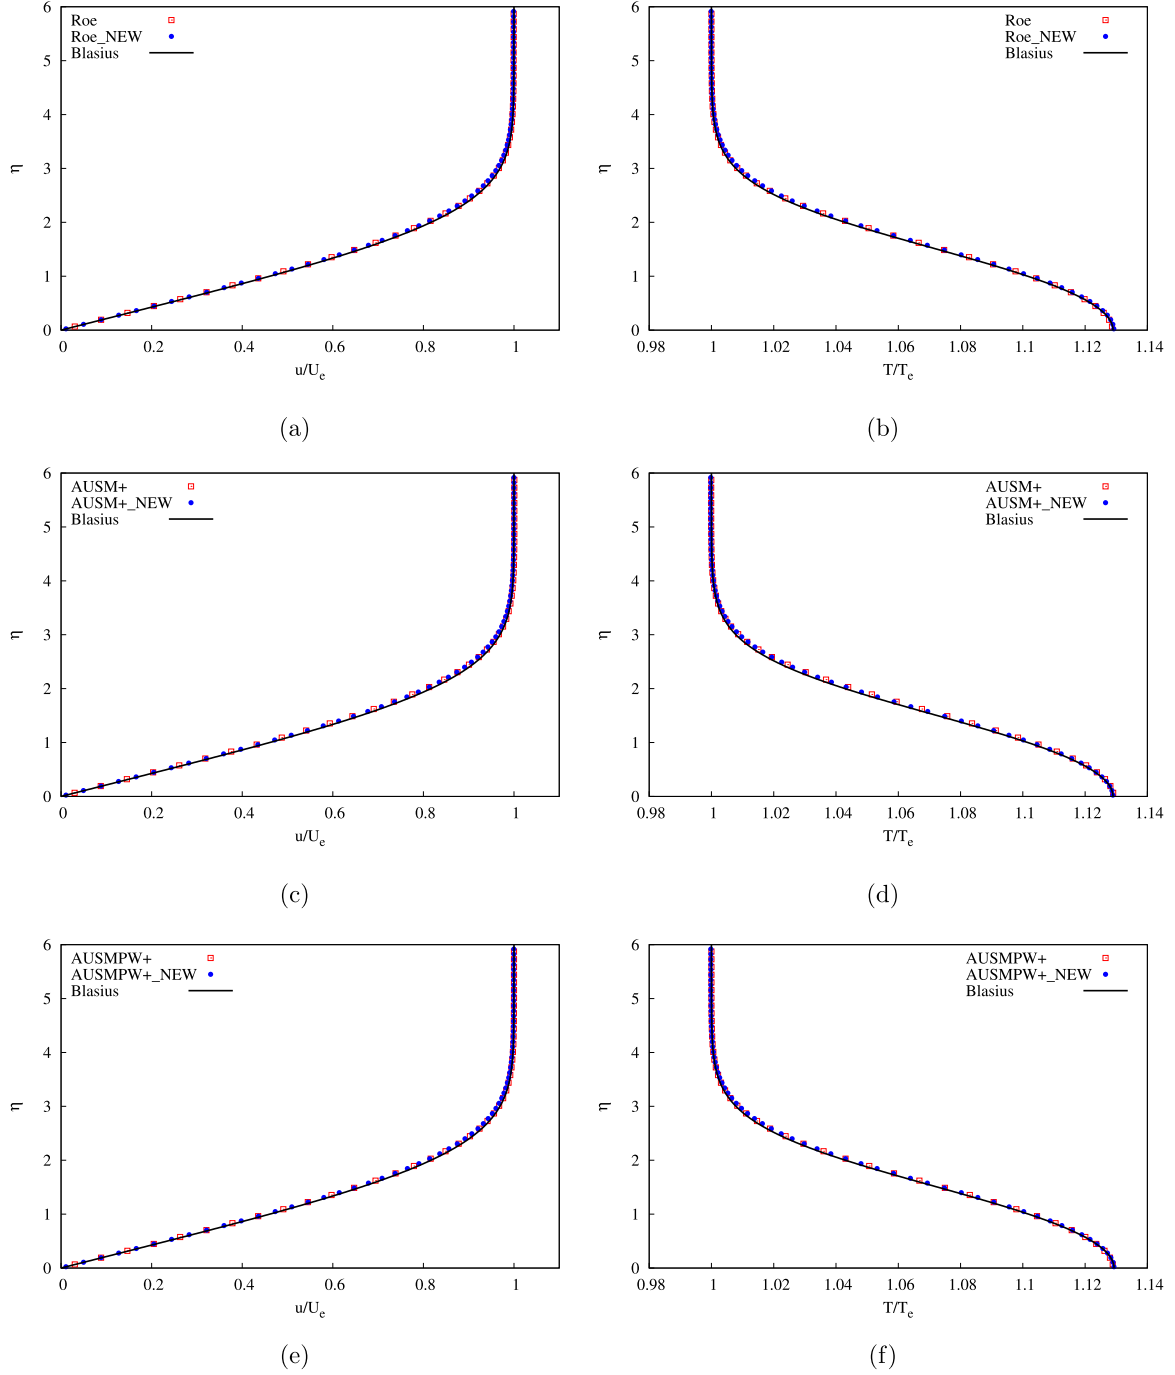 Roe
Roe_NEW
Blasius
η
6
5
4
3
2
1
0
0 0.2 0.4 0.6 0.8 1
u/U_e
(a)
Roe
Roe_NEW
Blasius
η
6
5
4
3
2
1
0
0.98 1 1.02 1.04 1.06 1.08 1.1 1.12 1.14
T/T_e
(b)
AUSM+
AUSM+_NEW
Blasius
η
6
5
4
3
2
1
0
0 0.2 0.4 0.6 0.8 1
u/U_e
(c)
AUSM+
AUSM+_NEW
Blasius
η
6
5
4
3
2
1
0
0.98 1 1.02 1.04 1.06 1.08 1.1 1.12 1.14
T/T_e
(d)
AUSMPW+
AUSMPW+_NEW
Blasius
η
6
5
4
3
2
1
0
0 0.2 0.4 0.6 0.8 1
u/U_e
(e)
AUSMPW+
AUSMPW+_NEW
Blasius
η
6
5
4
3
2
1
0
0.98 1 1.02 1.04 1.06 1.08 1.1 1.12 1.14
T/T_e
(f)